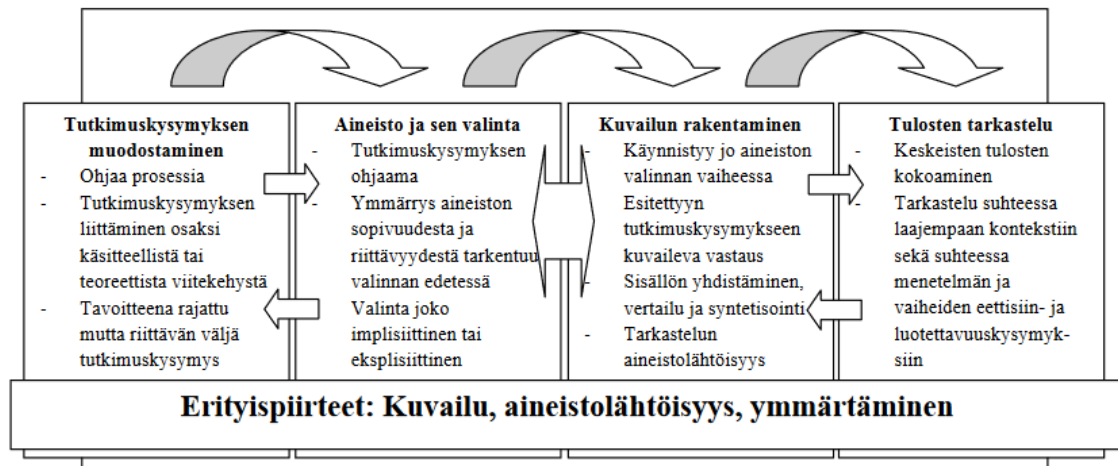 Tutkimuskysymyksen
muodostaminen
- Ohjaa prosessia
- Tutkimuskysymyksen
liittäminen osaksi
käsitteellistä tai
teoreettista viitekehystä
- Tavoitteena rajattu
mutta riittävän väljä
tutkimuskysymys
Aineisto ja sen valinta
- Tutkimuskysymyksen
ohjaama
- Ymmärrys aineiston
sopivuudesta ja
riittävyydestä tarkentuu
valinnan edetessä
- Valinta joko
implisiittinen tai
eksplisiittinen
Kuvailun rakentaminen
- Käynnistyy jo aineiston
valinnan vaiheessa
- Esitettyyn
tutkimuskysymykseen
kuvaileva vastaus
- Sisällön yhdistäminen,
vertailu ja syntetisointi
- Tarkastelun
aineistolähtöisyys
Tulosten tarkastelu
- Keskeisten tulosten
kokoaminen
- Tarkastelu suhteessa
laajempaan kontekstiin
sekä suhteessa
menetelmän ja
vaiheiden eettisiin- ja
luotettavuuskysymyk-
siin
Erityispiirteet: Kuvailu, aineistolähtöisyys, ymmärtäminen